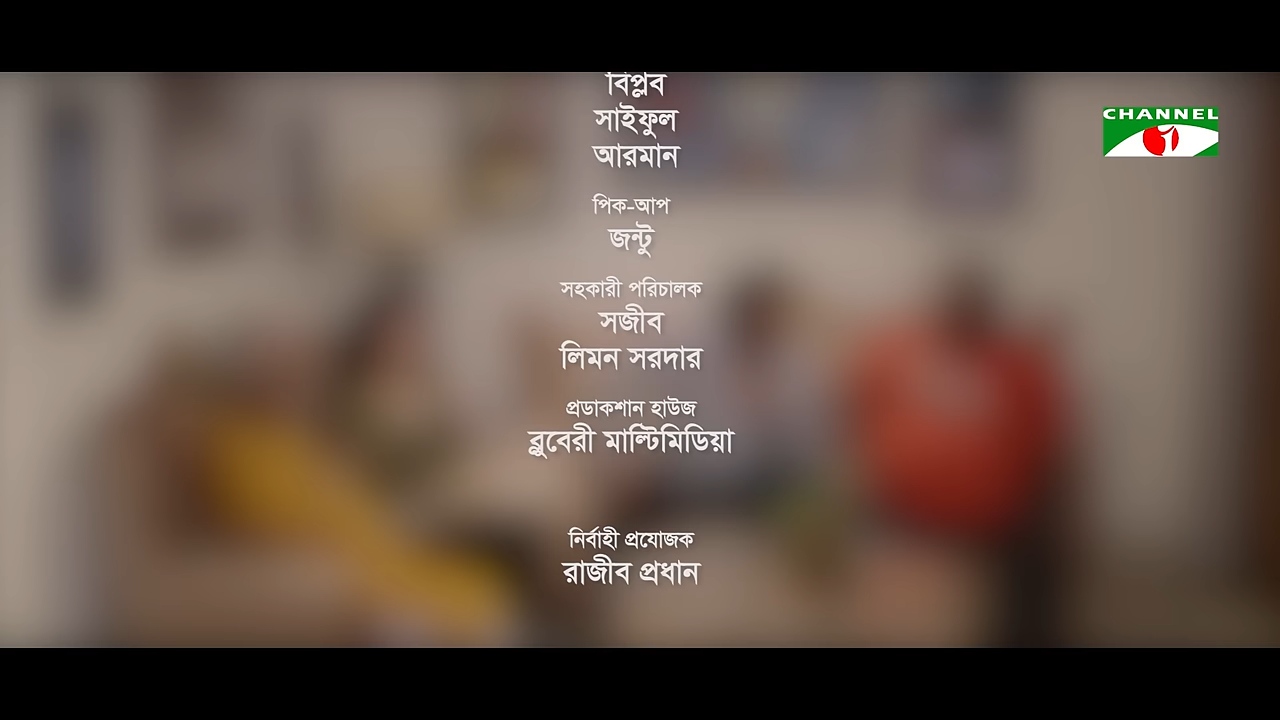 বিপ্লব
সাইফুল
আরমান
CHANNEL
i
পিক-আপ
জন্টু
সহকারী পরিচালক
সজীব
লিমন সরদার
প্রডাকশান হাউজ
ব্লুবেরী মাল্টিমিডিয়া
নির্বাহী প্রযোজক
রাজীব প্রধান